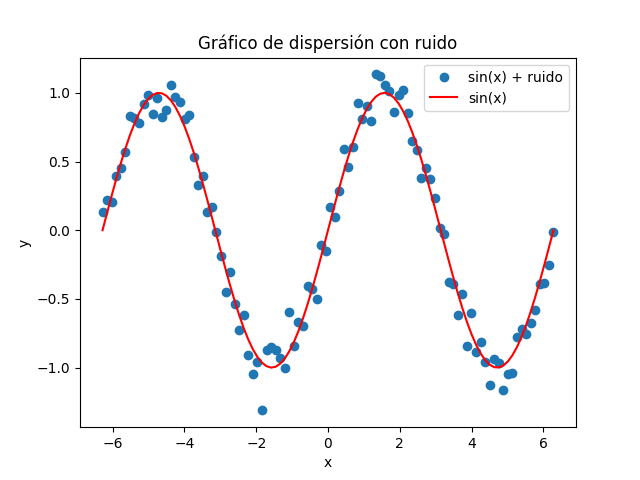 Gráfico de dispersión con ruido
sin(x) + ruido
sin(x)
1.0
0.5
0.0
−0.5
−1.0
y
−6 −4 −2 0 2 4 6
x